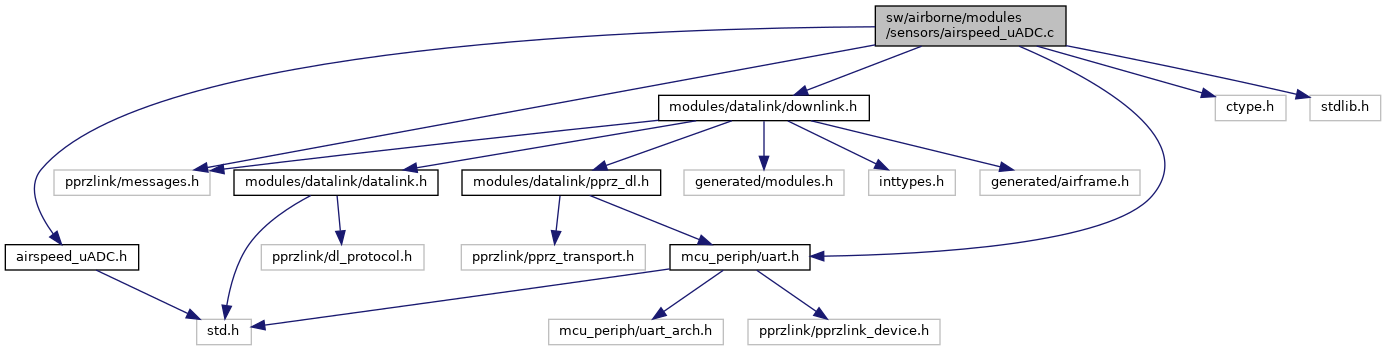 sw/airborne/modules
/sensors/airspeed_uADC.c
modules/datalink/downlink.h
ctype.h
stdlib.h
pprzlink/messages.h
modules/datalink/datalink.h
modules/datalink/pprz_dl.h
generated/modules.h
inttypes.h
generated/airframe.h
airspeed_uADC.h
pprzlink/dl_protocol.h
pprzlink/pprz_transport.h
mcu_periph/uart.h
std.h
mcu_periph/uart_arch.h
pprzlink/pprzlink_device.h